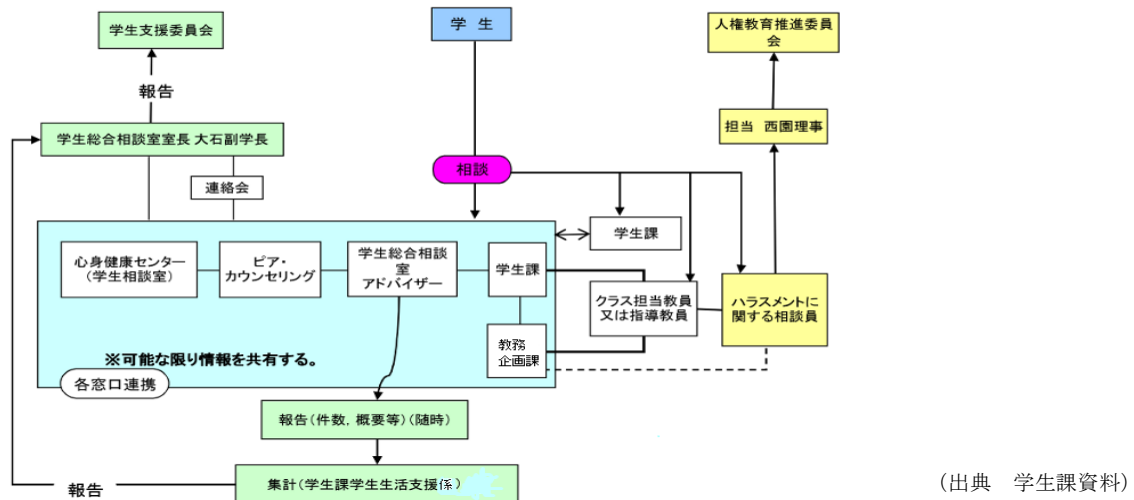 学生支援委員会
学 生
人権教育推進委員
会
報告
学生総合相談室室長 大石副学長
担当　西園理事
連絡会
相談
学生課
心身健康センター
（学生相談室）
ピア・
カウンセリング
学生総合相談
室
アドバイザー
学生課
クラス担当教員
又は指導教員
ハラスメントに
関する相談員
教務
企画課
※可能な限り情報を共有する。
各窓口連携
報告（件数，概要等）（随時）
集計（学生課学生生活支援係）
報告
（出典　学生課資料）